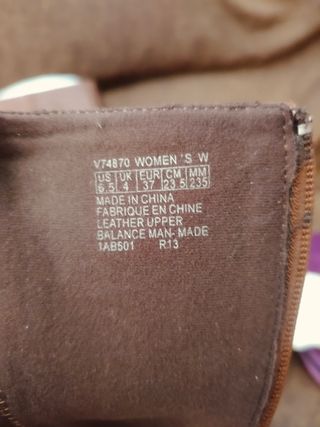 V74870 WOMEN'S W
US UK EUR CM MM
6.5 4 37 23.5 235
MADE IN CHINA
FABRIQUE EN CHINE
LEATHER UPPER
BALANCE MAN-MADE
1AB501 R13